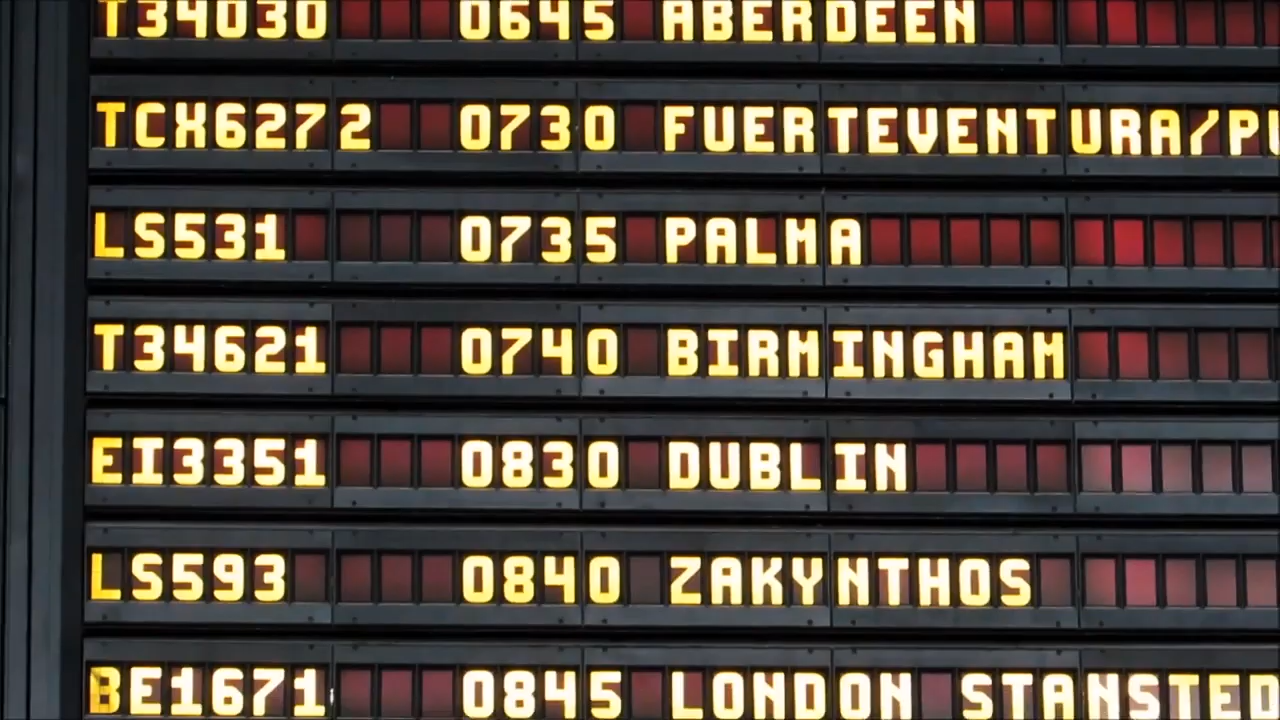 T34030 0645 ABERDEEN
TCX6272 0730 FUERTEVENTURA/PU
LS531 0735 PALMA
T34621 0740 BIRMINGHAM
EI3351 0830 DUBLIN
LS593 0840 ZAKYNTHOS
BE1671 0845 LONDON STANSTED